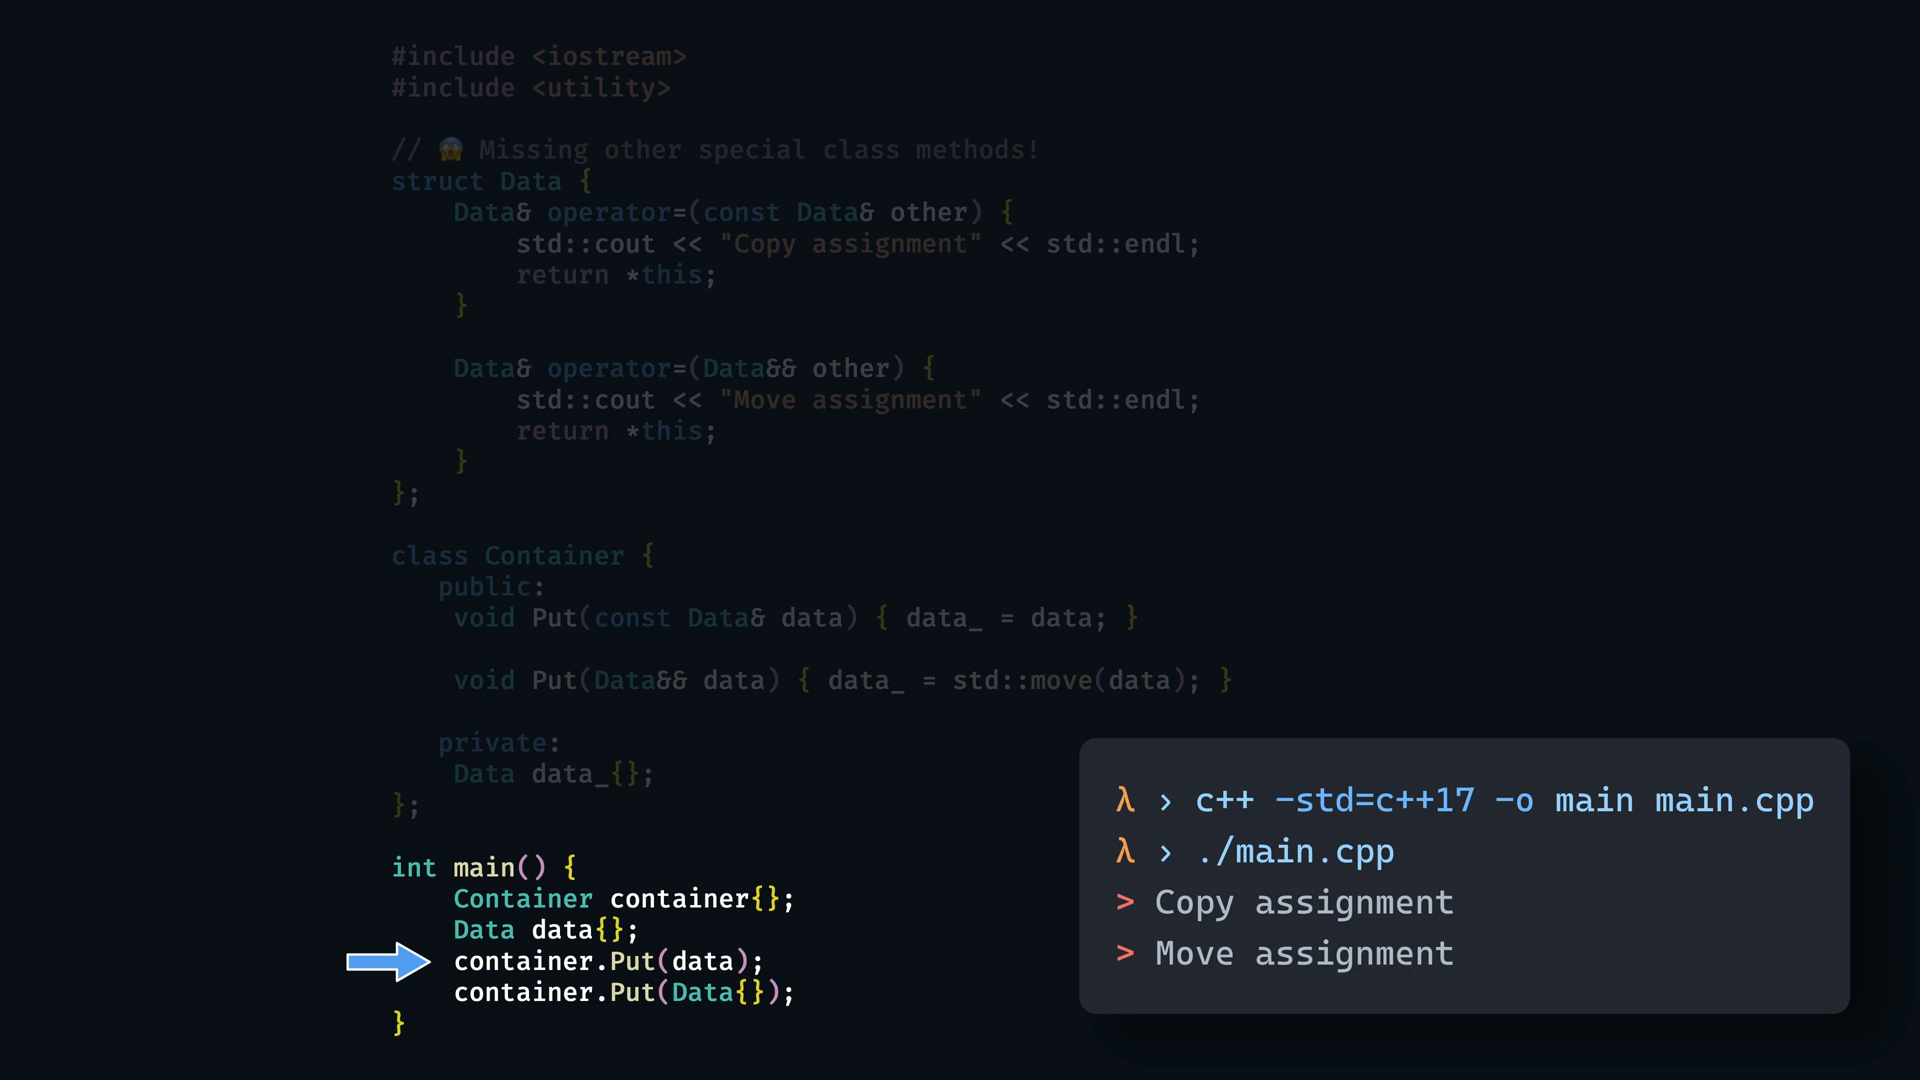 #include <iostream>
#include <utility>
// 😱 Missing other special class methods!
struct Data {
    Data& operator=(const Data& other) {
        std::cout << "Copy assignment" << std::endl;
        return *this;
    }
    Data& operator=(Data&& other) {
        std::cout << "Move assignment" << std::endl;
        return *this;
    }
};
class Container {
   public:
    void Put(const Data& data) { data_ = data; }
    void Put(Data&& data) { data_ = std::move(data); }
   private:
    Data data_{};
};
int main() {
    Container container{};
    Data data{};
    container.Put(data);
    container.Put(Data{});
}
λ › c++ -std=c++17 -o main main.cpp
λ › ./main.cpp
> Copy assignment
> Move assignment